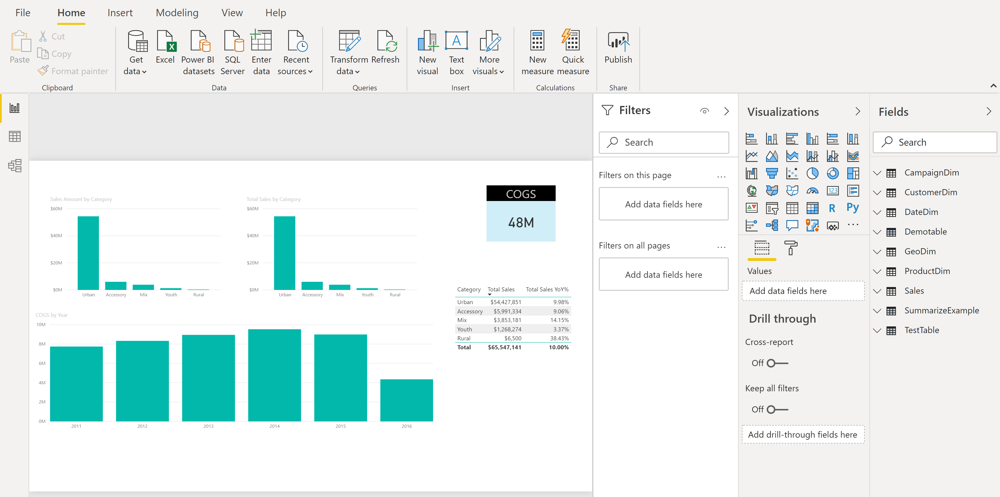 File Home Insert Modeling View Help
Paste
Cut
Copy
Format painter
Clipboard
Get data
Excel
Power BI datasets
SQL Server
Enter data
Recent sources
Data
Transform data
Refresh
Queries
New visual
A
Text box
More visuals
Insert
New measure
Quick measure
Calculations
Publish
Share
Sales Amount by Category
$60M
$40M
$20M
$0M
Urban Accessory Mix Youth Rural
Total Sales by Category
$60M
$40M
$20M
$0M
Urban Accessory Mix Youth Rural
COGS
48M
Category Total Sales Total Sales YoY%
Urban $54,427,851 9.98%
Accessory $5,991,334 9.06%
Mix $3,853,181 14.15%
Youth $1,268,274 3.37%
Rural $6,500 38.43%
Total $65,547,141 10.00%
COGS by Year
10M
8M
6M
4M
2M
0M
2011 2012 2013 2014 2015 2016
Filters
Search
Filters on this page ...
Add data fields here
Filters on all pages ...
Add data fields here
Visualizations
123
R Py
...
Values
Add data fields here
Drill through
Cross-report
Off
Keep all filters
Off
Add drill-through fields here
Fields
Search
CampaignDim
CustomerDim
DateDim
Demotable
GeoDim
ProductDim
Sales
SummarizeExample
TestTable